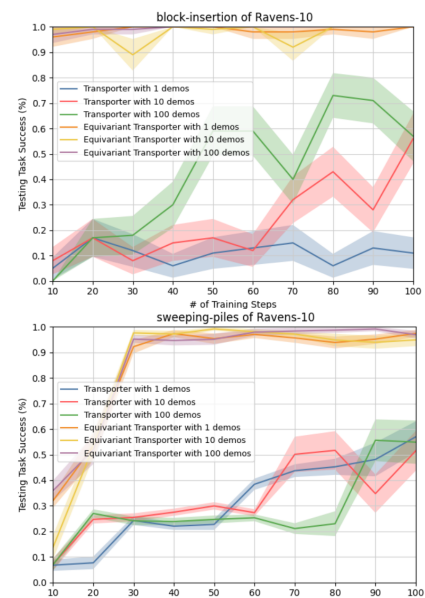 block-insertion of Ravens-10
1.0
0.9
0.8
0.7
0.6
0.5
0.4
0.3
0.2
0.1
0.0
Testing Task Success (%)
Transporter with 1 demos
Transporter with 10 demos
Transporter with 100 demos
Equivariant Transporter with 1 demos
Equivariant Transporter with 10 demos
Equivariant Transporter with 100 demos
10 20 30 40 50 60 70 80 90 100
# of Training Steps
sweeping-piles of Ravens-10
1.0
0.9
0.8
0.7
0.6
0.5
0.4
0.3
0.2
0.1
0.0
Testing Task Success (%)
Transporter with 1 demos
Transporter with 10 demos
Transporter with 100 demos
Equivariant Transporter with 1 demos
Equivariant Transporter with 10 demos
Equivariant Transporter with 100 demos
10 20 30 40 50 60 70 80 90 100